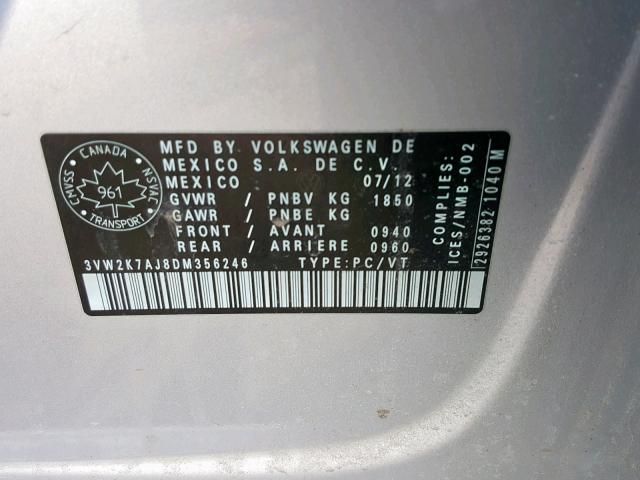 MFD BY VOLKSWAGEN DE
MEXICO S.A. DE C.V.
MEXICO 07/12
GVWR / PNBV KG 1850
GAWR / PNBE KG
FRONT / AVANT 0940
REAR / ARRIERE 0960
3VW2K7AJ8DM356246 TYPE:PC/VT
CANADA
CMVSS NSVAC
961
TRANSPORT
COMPLIES:
ICES/NMB-002
2926382-1040 M